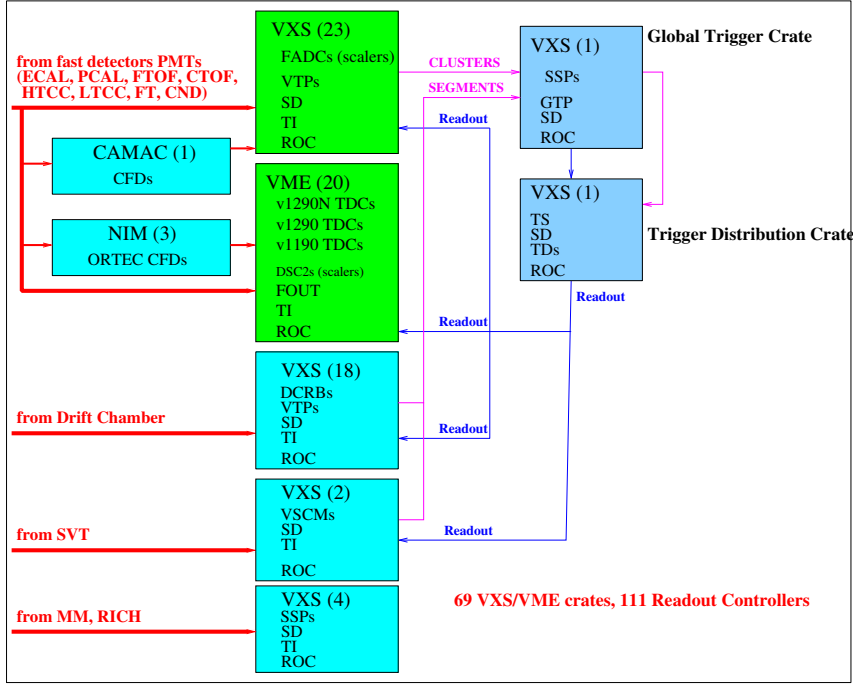 from fast detectors PMTs
(ECAL, PCAL, FTOF, CTOF,
HTCC, LTCC, FT, CND)
CAMAC (1)
CFDs
NIM (3)
ORTEC CFDs
VXS (23)
FADCs (scalers)
VTPs
SD
TI
ROC
VME (20)
v1290N TDCs
v1290 TDCs
v1190 TDCs
DSC2s (scalers)
FOUT
TI
ROC
CLUSTERS
SEGMENTS
Readout
VXS (1)
SSPs
GTP
SD
ROC
Global Trigger Crate
VXS (1)
TS
SD
TDs
ROC
Trigger Distribution Crate
Readout
Readout
from Drift Chamber
VXS (18)
DCRBs
VTPs
SD
TI
ROC
Readout
from SVT
VXS (2)
VSCMs
SD
TI
ROC
Readout
from MM, RICH
VXS (4)
SSPs
SD
TI
ROC
69 VXS/VME crates, 111 Readout Controllers